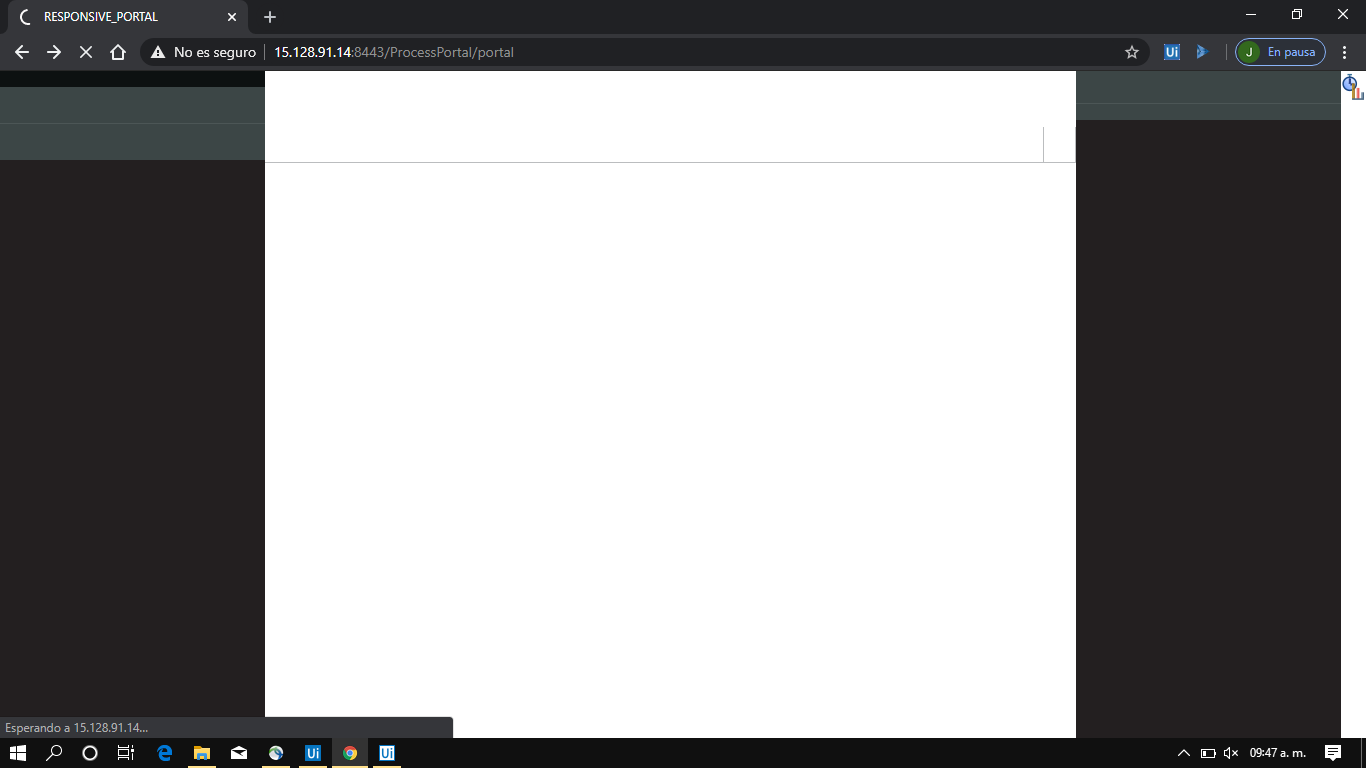 RESPONSIVE_PORTAL
No es seguro
15.128.91.14:8443/ProcessPortal/portal
Ui
J
En pausa
Esperando a 15.128.91.14...
Ui
Ui
09:47 a. m.